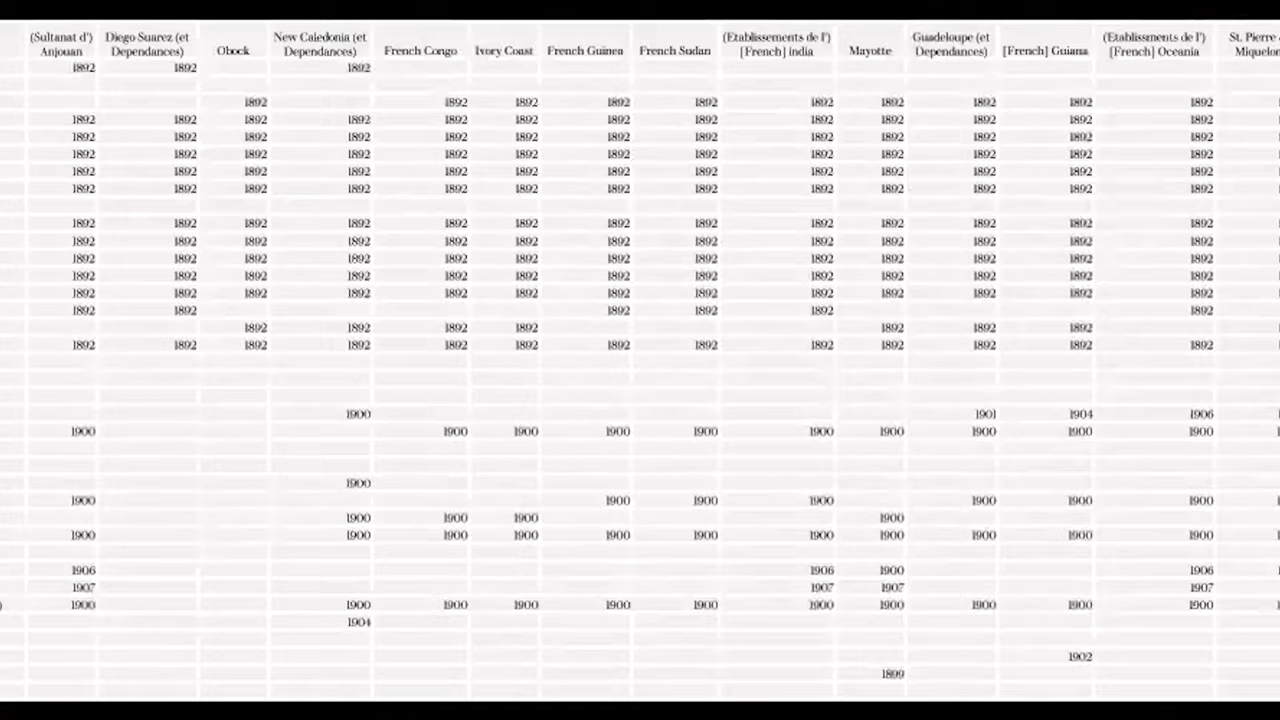 (Sultanat d') Diego Suarez (et New Caledonia (et (Etablissements de l') Guadeloupe (et (Etablissments de l') St. Pierre
Anjouan Dependances) Obock Dependances) French Congo Ivory Coast French Guinea French Sudan [French] india Mayotte Dependances) [French] Guiana [French] Oceania Miquelon
1892 1892 1892
1892 1892 1892 1892 1892 1892 1892 1892 1892 1892
1892 1892 1892 1892 1892 1892 1892 1892 1892 1892 1892 1892 1892
1892 1892 1892 1892 1892 1892 1892 1892 1892 1892 1892 1892 1892
1892 1892 1892 1892 1892 1892 1892 1892 1892 1892 1892 1892 1892
1892 1892 1892 1892 1892 1892 1892 1892 1892 1892 1892 1892 1892
1892 1892 1892 1892 1892 1892 1892 1892 1892 1892 1892 1892 1892
1892 1892 1892 1892 1892 1892 1892 1892 1892 1892 1892 1892 1892
1892 1892 1892 1892 1892 1892 1892 1892 1892 1892 1892 1892 1892
1892 1892 1892 1892 1892 1892 1892 1892 1892 1892 1892 1892 1892
1892 1892 1892 1892 1892 1892 1892 1892 1892 1892 1892 1892 1892
1892 1892 1892 1892 1892 1892 1892 1892 1892 1892 1892 1892 1892
1892 1892 1892 1892 1892 1892
1892 1892 1892 1892 1892 1892 1892
1892 1892 1892 1892 1892 1892 1892 1892 1892 1892 1892 1892 1892
1900 1901 1904 1906
1900 1900 1900 1900 1900 1900 1900 1900 1900 1900
1900
1900 1900 1900 1900 1900 1900 1900
1900 1900 1900 1900
1900 1900 1900 1900 1900 1900 1900 1900 1900 1900 1900
1906 1906 1900 1906
1907 1907 1907 1907
) 1900 1900 1900 1900 1900 1900 1900 1900 1900 1900 1900
1904
1902
1899